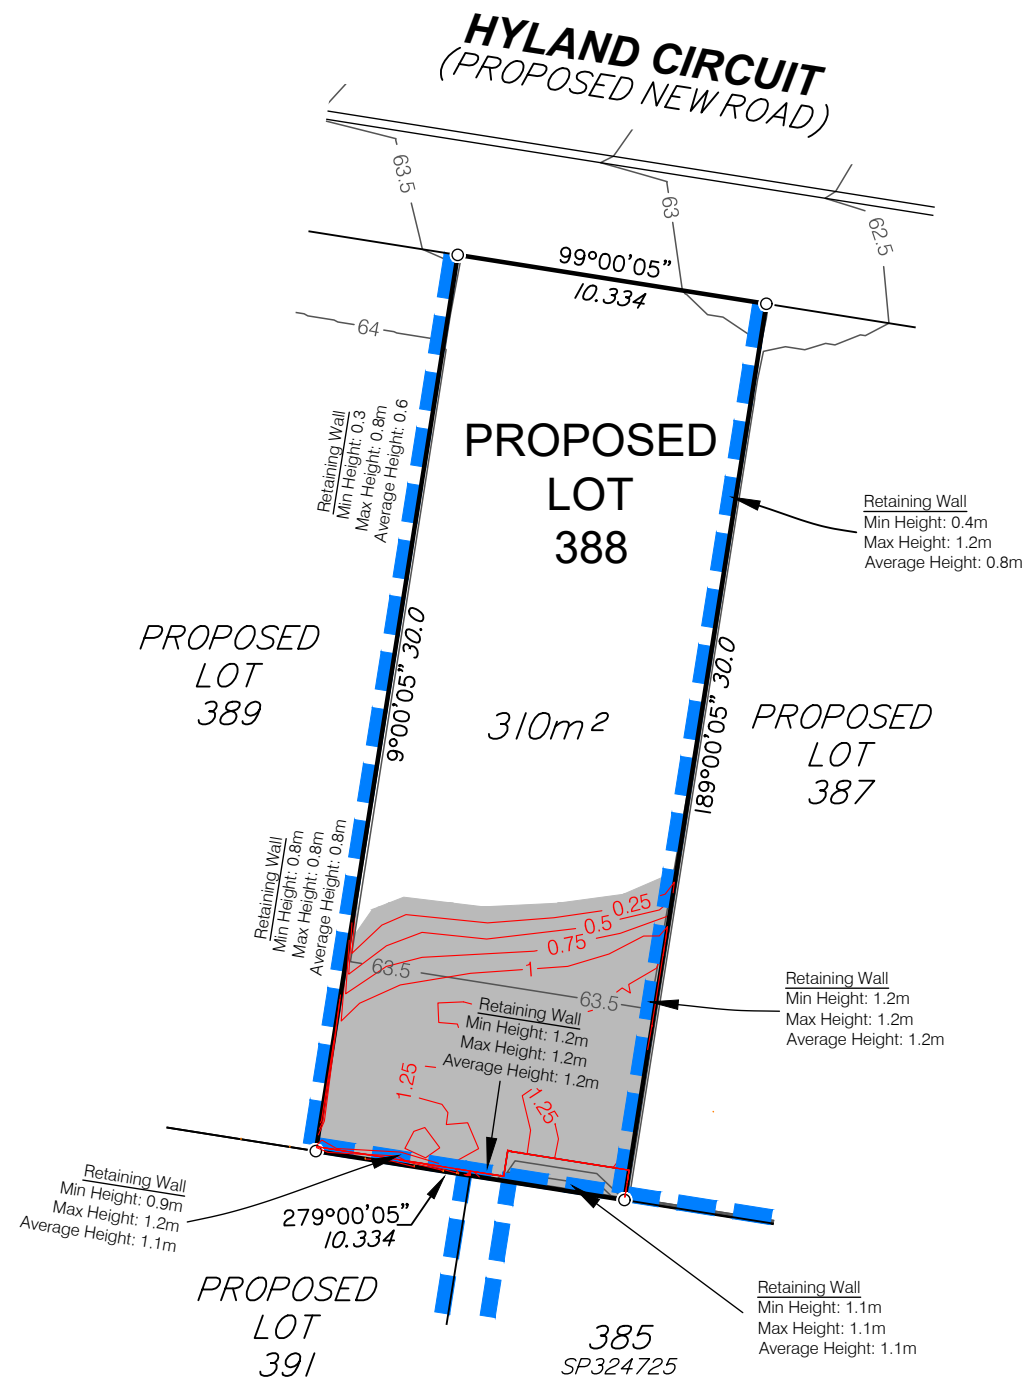 HYLAND CIRCUIT
(PROPOSED NEW ROAD)
63.5
63
62.5
99°00'05"
10.334
64
Retaining Wall
Min Height: 0.3
Max Height: 0.8m
Average Height: 0.6
PROPOSED
LOT
388
Retaining Wall
Min Height: 0.4m
Max Height: 1.2m
Average Height: 0.8m
PROPOSED
LOT
389
9°00'05" 30.0
310m²
189°00'05" 30.0
PROPOSED
LOT
387
Retaining Wall
Min Height: 0.8m
Max Height: 0.8m
Average Height: 0.8m
0.25
0.5
0.75
1
63.5
63.5
Retaining Wall
Min Height: 1.2m
Max Height: 1.2m
Average Height: 1.2m
Retaining Wall
Min Height: 1.2m
Max Height: 1.2m
Average Height: 1.2m
1.25
1.25
Retaining Wall
Min Height: 0.9m
Max Height: 1.2m
Average Height: 1.1m
279°00'05"
10.334
PROPOSED
LOT
391
385
SP324725
Retaining Wall
Min Height: 1.1m
Max Height: 1.1m
Average Height: 1.1m